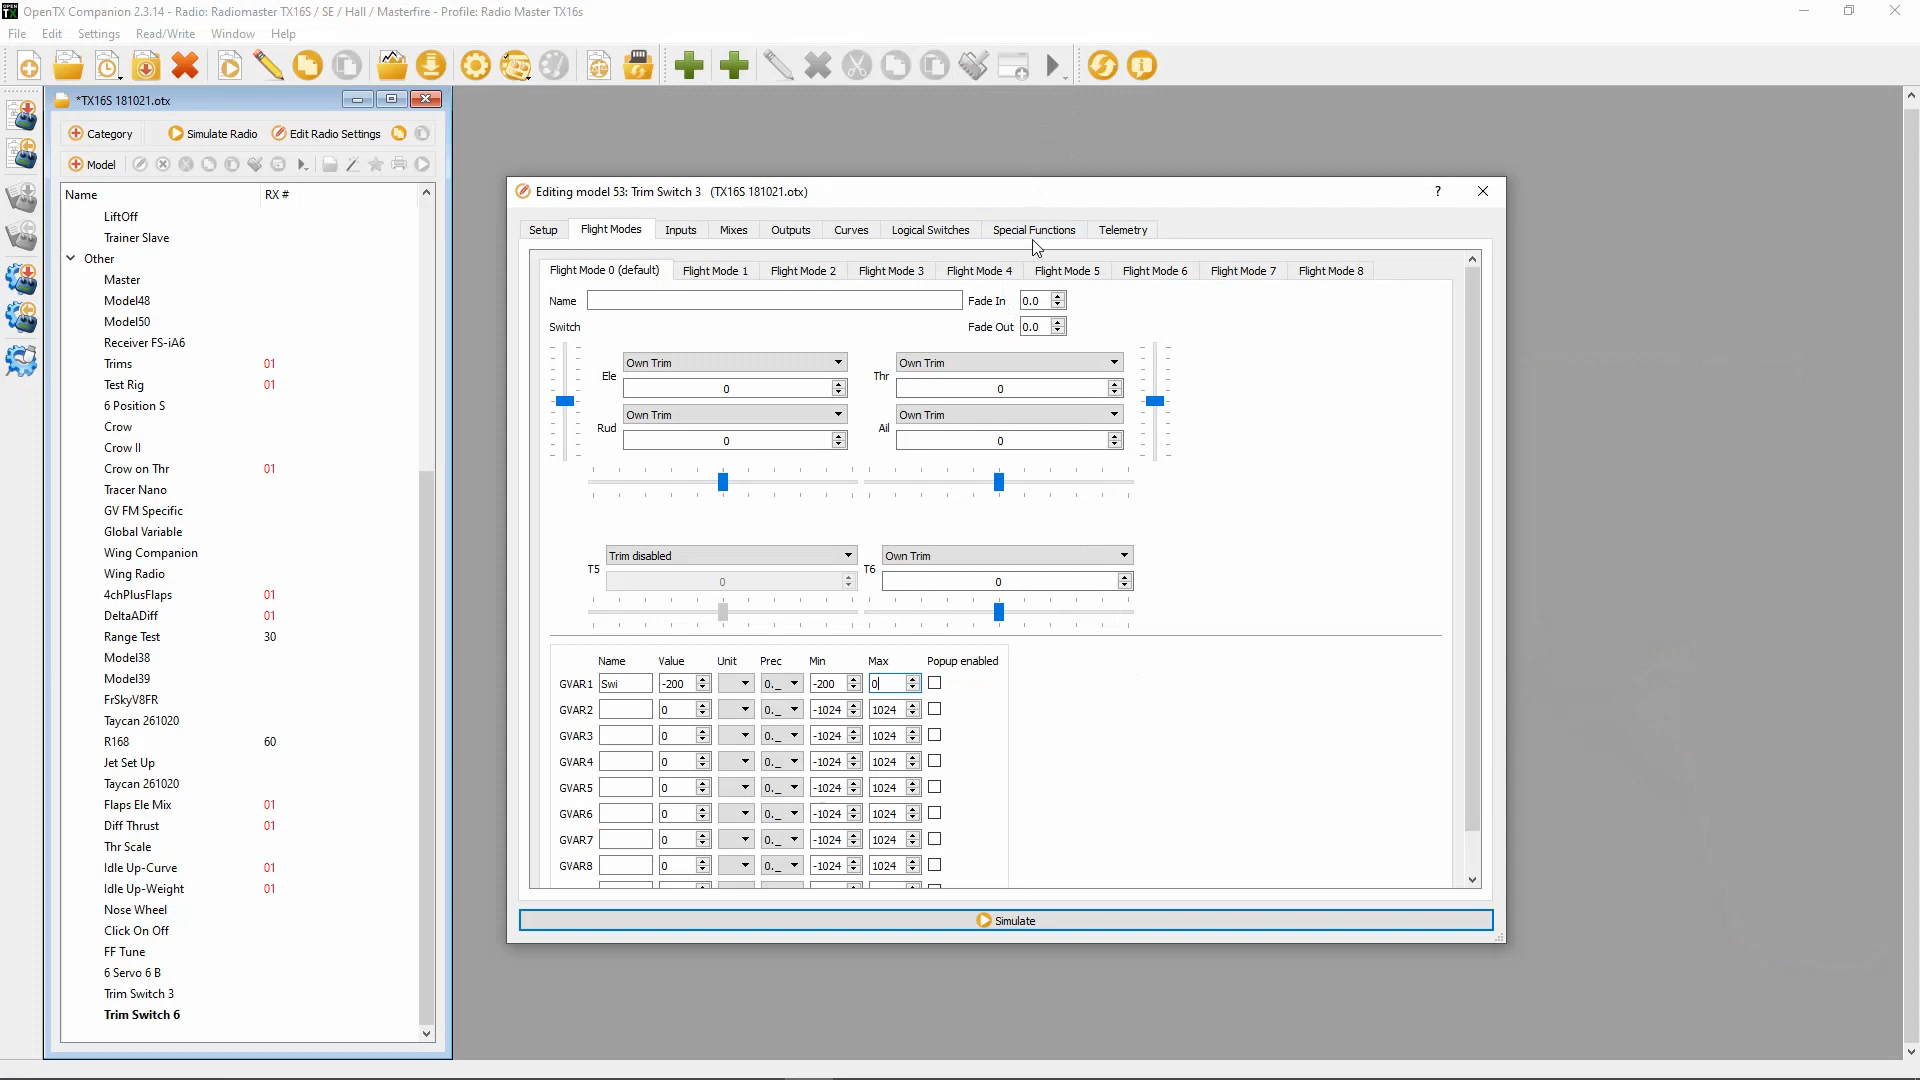 OpenTX Companion 2.3.14 - Radio: Radiomaster TX16S / SE / Hall / Masterfire - Profile: Radio Master TX16s
File Edit Settings Read/Write Window Help
*TX16S 181021.otx
Category Simulate Radio Edit Radio Settings
Model
Name RX #
LiftOff
Trainer Slave
Other
Master
Model48
Model50
Receiver FS-iA6
Trims 01
Test Rig 01
6 Position S
Crow
Crow II
Crow on Thr 01
Tracer Nano
GV FM Specific
Global Variable
Wing Companion
Wing Radio
4chPlusFlaps 01
DeltaADiff 01
Range Test 30
Model38
Model39
FrSkyV8FR
Taycan 261020
R168 60
Jet Set Up
Taycan 261020
Flaps Ele Mix 01
Diff Thrust 01
Thr Scale
Idle Up-Curve 01
Idle Up-Weight 01
Nose Wheel
Click On Off
FF Tune
6 Servo 6 B
Trim Switch 3
Trim Switch 6
Editing model 53: Trim Switch 3 (TX16S 181021.otx) ?
Setup Flight Modes Inputs Mixes Outputs Curves Logical Switches Special Functions Telemetry
Flight Mode 0 (default) Flight Mode 1 Flight Mode 2 Flight Mode 3 Flight Mode 4 Flight Mode 5 Flight Mode 6 Flight Mode 7 Flight Mode 8
Name Fade In 0.0
Switch Fade Out 0.0
Own Trim Own Trim
Ele Thr
0 0
Own Trim Own Trim
Rud Ail
0 0
Trim disabled Own Trim
T5 T6
0 0
Name Value Unit Prec Min Max Popup enabled
GVAR1 Swi -200 0._ -200 0
GVAR2 0 0._ -1024 1024
GVAR3 0 0._ -1024 1024
GVAR4 0 0._ -1024 1024
GVAR5 0 0._ -1024 1024
GVAR6 0 0._ -1024 1024
GVAR7 0 0._ -1024 1024
GVAR8 0 0._ -1024 1024
Simulate